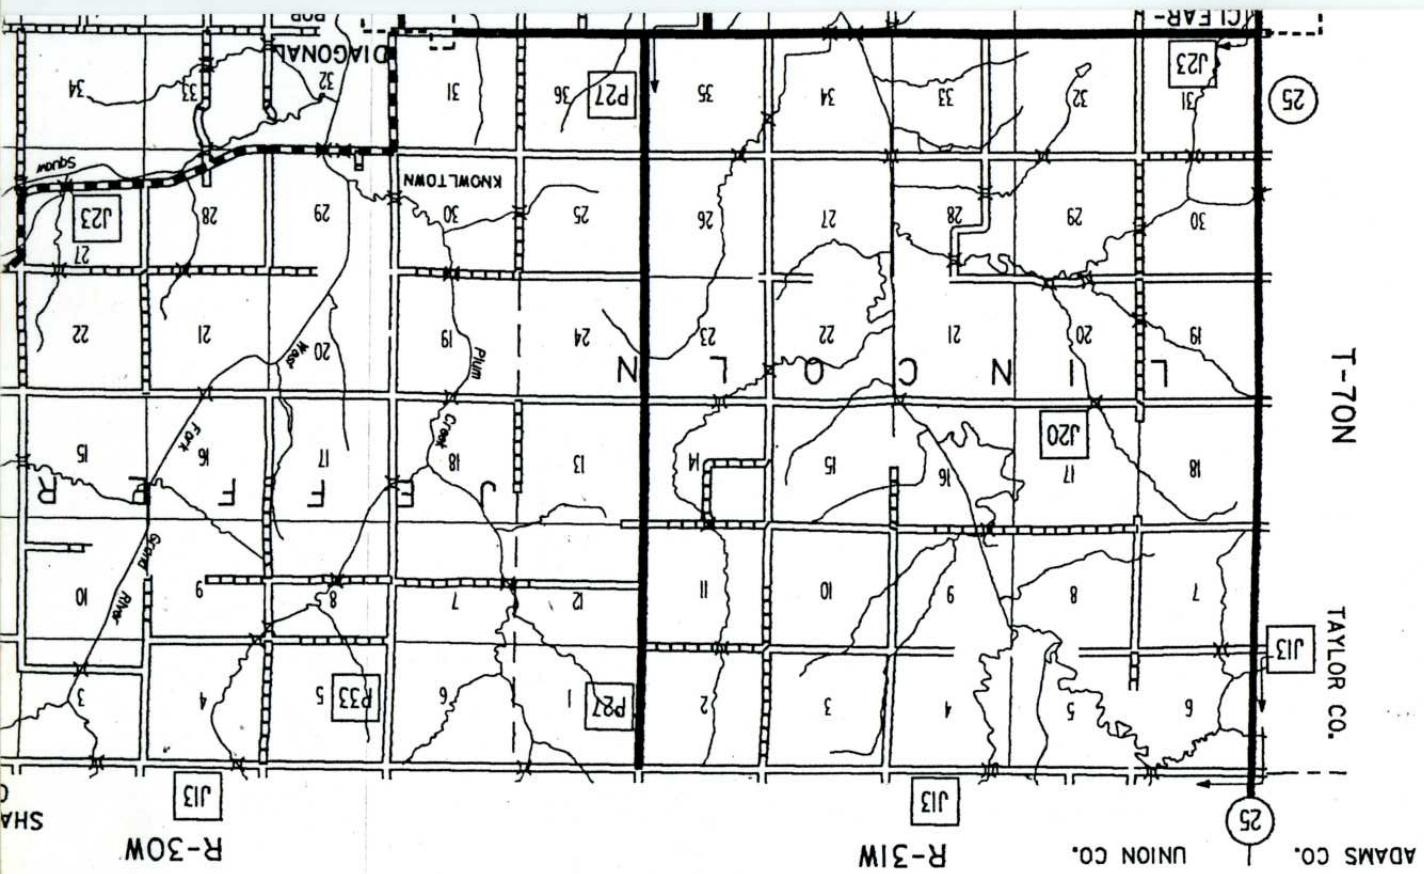 ADAMS CO. UNION CO.
R-31W R-30W
25 SHA
J13 J13
6 5 4 3 2 P27 1 6 P33 5 4 3
TAYLOR CO.
J13
7 8 9 10 11 12 7 8 9 10
Grand River
J E F F E R
18 17 16 15 14 13 18 17 16 15
J20
T-70N
Plum Creek
West Fork
L I N C O L N
19 20 21 22 23 24 19 20 21 22
30 29 28 27 26 25 30 29 28 27
J23
KNOWLTOWN
Squaw
25
31 32 33 34 35 36 31 32 33 34
J23 P27
DIAGONAL
POP
CLEAR-